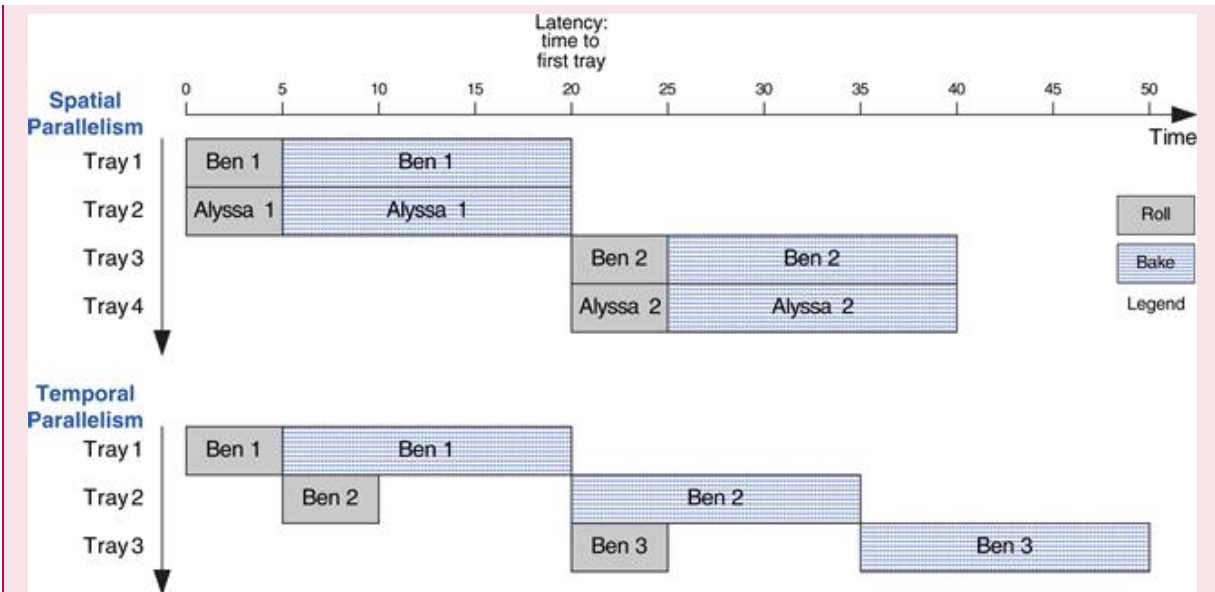 Latency:
time to
first tray
0 5 10 15 20 25 30 35 40 45 50
Time
Spatial
Parallelism
Tray 1 Ben 1 Ben 1
Tray 2 Alyssa 1 Alyssa 1
Tray 3 Ben 2 Ben 2
Tray 4 Alyssa 2 Alyssa 2
Roll
Bake
Legend
Temporal
Parallelism
Tray 1 Ben 1 Ben 1
Tray 2 Ben 2 Ben 2
Tray 3 Ben 3 Ben 3